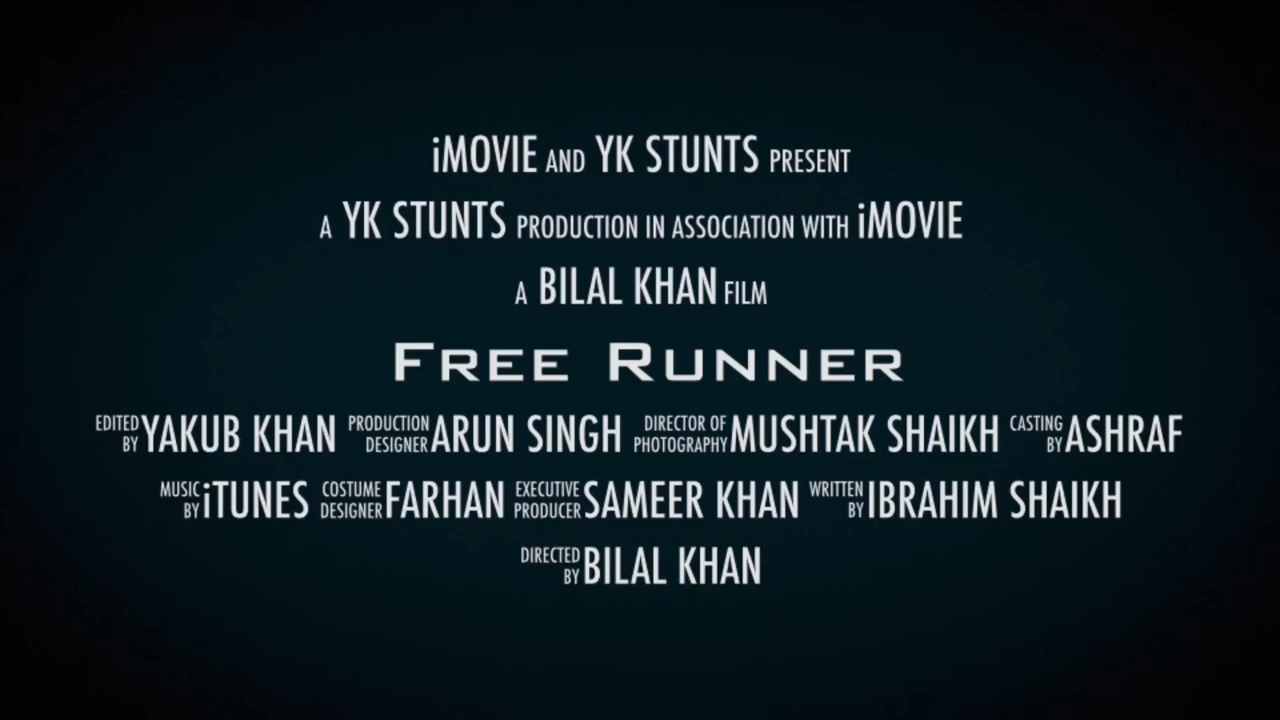 iMOVIE AND YK STUNTS PRESENT
A YK STUNTS PRODUCTION IN ASSOCIATION WITH iMOVIE
A BILAL KHAN FILM
FREE RUNNER
EDITED BY YAKUB KHAN PRODUCTION DESIGNER ARUN SINGH DIRECTOR OF PHOTOGRAPHY MUSHTAK SHAIKH CASTING BY ASHRAF
MUSIC BY iTUNES COSTUME DESIGNER FARHAN EXECUTIVE PRODUCER SAMEER KHAN WRITTEN BY IBRAHIM SHAIKH
DIRECTED BY BILAL KHAN